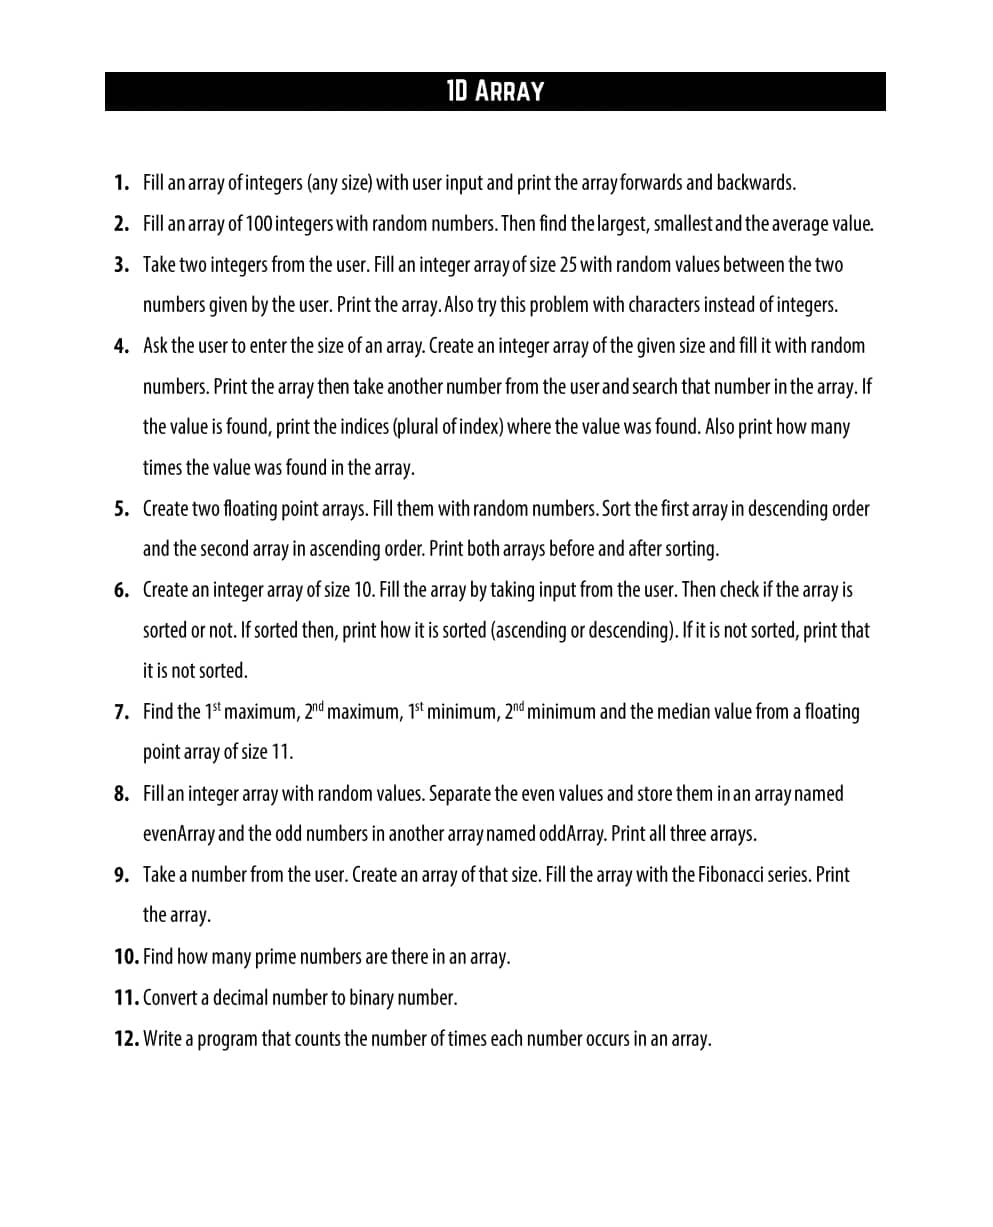 1D ARRAY
1. Fill an array of integers (any size) with user input and print the array forwards and backwards.
2. Fill an array of 100 integers with random numbers. Then find the largest, smallest and the average value.
3. Take two integers from the user. Fill an integer array of size 25 with random values between the two
numbers given by the user. Print the array. Also try this problem with characters instead of integers.
4. Ask the user to enter the size of an array. Create an integer array of the given size and fill it with random
numbers. Print the array then take another number from the user and search that number in the array. If
the value is found, print the indices (plural of index) where the value was found. Also print how many
times the value was found in the array.
5. Create two floating point arrays. Fill them with random numbers. Sort the first array in descending order
and the second array in ascending order. Print both arrays before and after sorting.
6. Create an integer array of size 10. Fill the array by taking input from the user. Then check if the array is
sorted or not. If sorted then, print how it is sorted (ascending or descending). If it is not sorted, print that
it is not sorted.
7. Find the 1st maximum, 2nd maximum, 1st minimum, 2nd minimum and the median value from a floating
point array of size 11.
8. Fill an integer array with random values. Separate the even values and store them in an array named
evenArray and the odd numbers in another array named oddArray. Print all three arrays.
9. Take a number from the user. Create an array of that size. Fill the array with the Fibonacci series. Print
the array.
10. Find how many prime numbers are there in an array.
11. Convert a decimal number to binary number.
12. Write a program that counts the number of times each number occurs in an array.